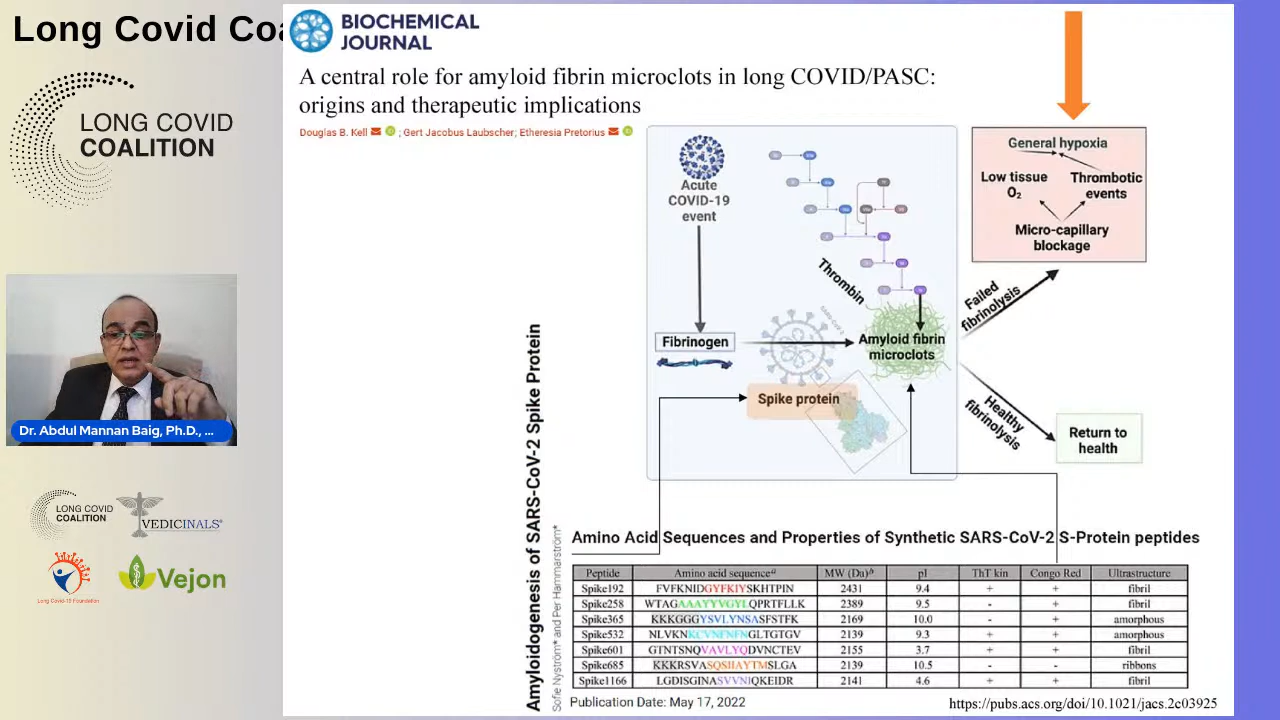 Long Covid Coa
LONG COVID
COALITION
Dr. Abdul Mannan Baig, Ph.D., ...
LONG COVID
COALITION
VEDICINALS®
Long Covid-19 Foundation
Vejon
BIOCHEMICAL
JOURNAL
A central role for amyloid fibrin microclots in long COVID/PASC:
origins and therapeutic implications
Douglas B. Kell ; Gert Jacobus Laubscher; Etheresia Pretorius
Acute
COVID-19
event
Fibrinogen
Thrombin
Amyloid fibrin
microclots
Spike protein
Failed
fibrinolysis
Healthy
fibrinolysis
General hypoxia
Low tissue
O₂
Thrombotic
events
Micro-capillary
blockage
Return to
health
Amyloidogenesis of SARS-CoV-2 Spike Protein
Sofie Nyström* and Per Hammarström*
Amino Acid Sequences and Properties of Synthetic SARS-CoV-2 S-Protein peptides
Peptide Amino acid sequenceᵃ MW (Da)ᵇ pI ThT kin Congo Red Ultrastructure
Spike192 FVFKNIDGYFKIYSKHTPIN 2431 9.4 + + fibril
Spike258 WTAGAAAYYVGYLQPRTFLLK 2389 9.5 - + fibril
Spike365 KKKGGGYSVLYNSASFSTFK 2169 10.0 - + amorphous
Spike532 NLVKNKCVNFNFNGLTGTGV 2139 9.3 + + amorphous
Spike601 GTNTSNQVAVLYQDVNCTEV 2155 3.7 + + fibril
Spike685 KKKRSVASQSIIAYTMSLGA 2139 10.5 - - ribbons
Spike1166 LGDISGINASVVNIQKEIDR 2141 4.6 + + fibril
Publication Date: May 17, 2022
https://pubs.acs.org/doi/10.1021/jacs.2c03925